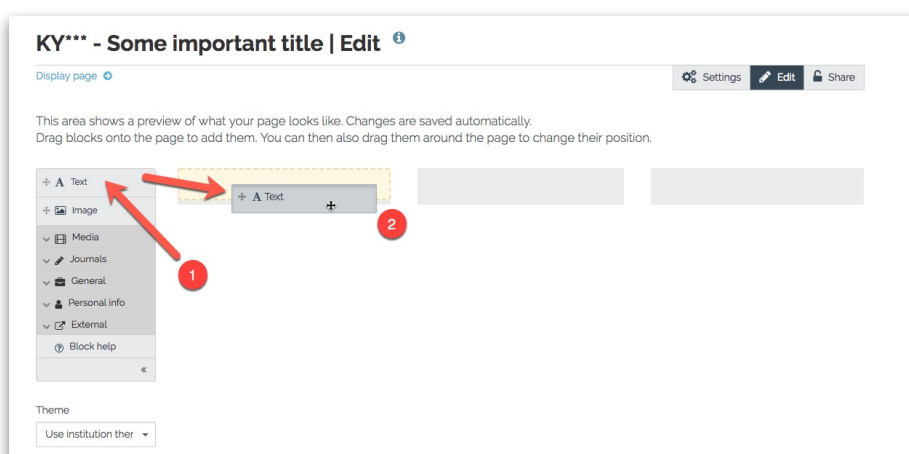 KY*** - Some important title | Edit
Display page
Settings Edit Share
This area shows a preview of what your page looks like. Changes are saved automatically.
Drag blocks onto the page to add them. You can then also drag them around the page to change their position.
Text
Image
Media
Journals
General
Personal info
External
Block help
«
A Text
1
2
Theme
Use institution ther